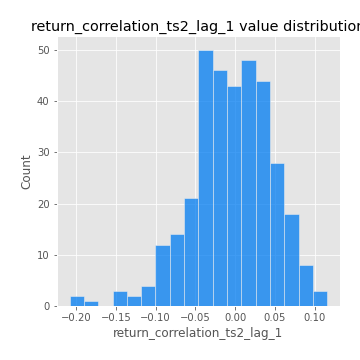 return_correlation_ts2_lag_1 value distribution
50
40
30
20
10
0
Count
−0.20 −0.15 −0.10 −0.05 0.00 0.05 0.10
return_correlation_ts2_lag_1